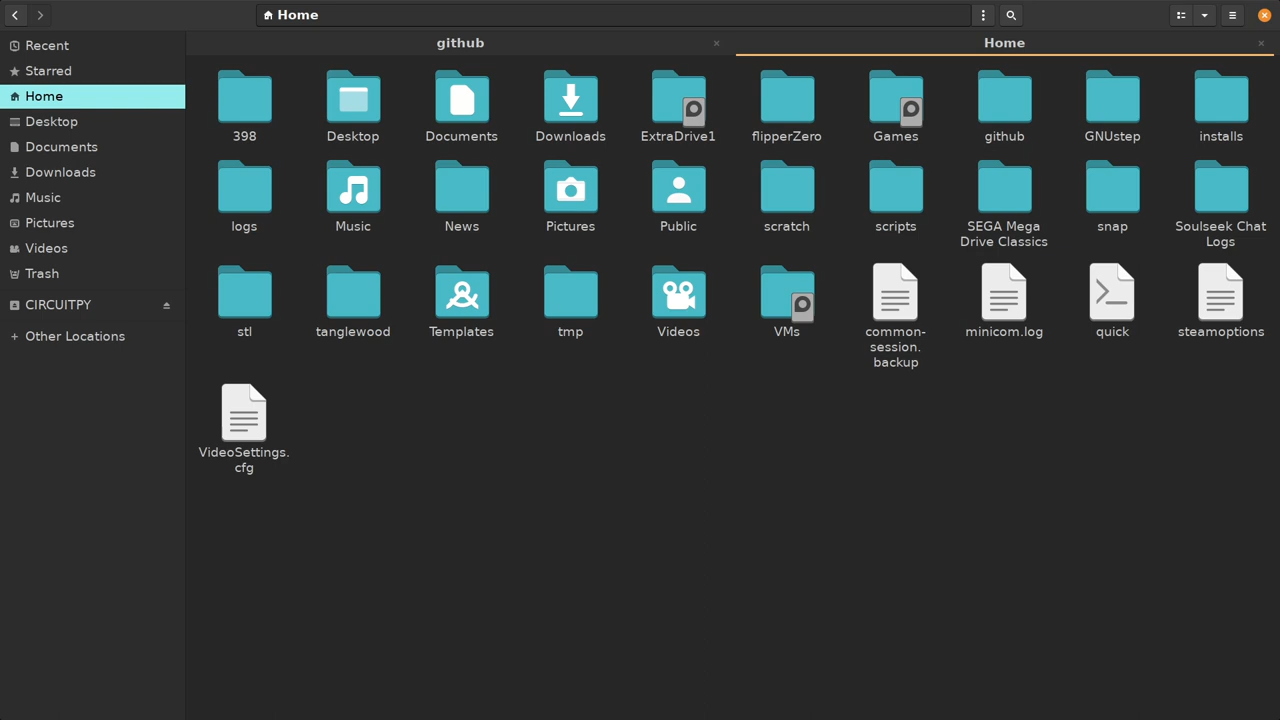 Home
github
Home
Recent
Starred
Home
Desktop
Documents
Downloads
Music
Pictures
Videos
Trash
CIRCUITPY
Other Locations
398
Desktop
Documents
Downloads
ExtraDrive1
flipperZero
Games
github
GNUstep
installs
logs
Music
News
Pictures
Public
scratch
scripts
SEGA Mega
Drive Classics
snap
Soulseek Chat
Logs
stl
tanglewood
Templates
tmp
Videos
VMs
common-
session.
backup
minicom.log
quick
steamoptions
VideoSettings.
cfg